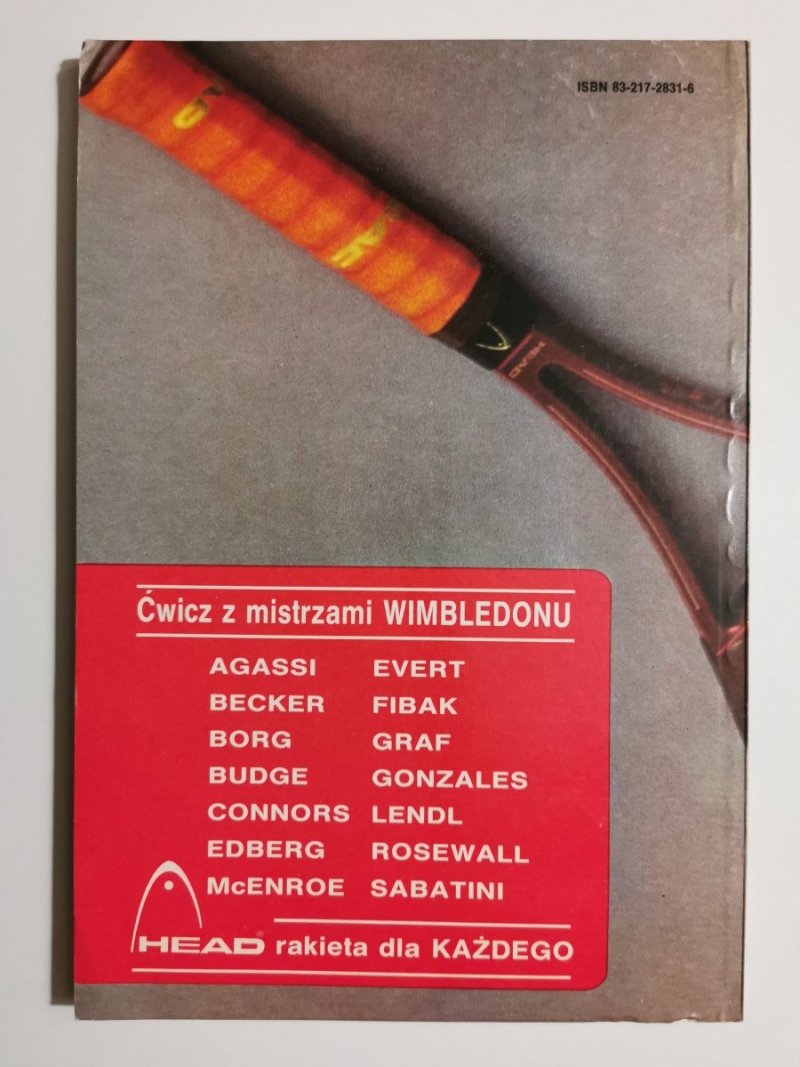 ISBN 83-217-2831-6
HEAD
Ćwicz z mistrzami WIMBLEDONU
AGASSI EVERT
BECKER FIBAK
BORG GRAF
BUDGE GONZALES
CONNORS LENDL
EDBERG ROSEWALL
McENROE SABATINI
HEAD® rakieta dla KAŻDEGO